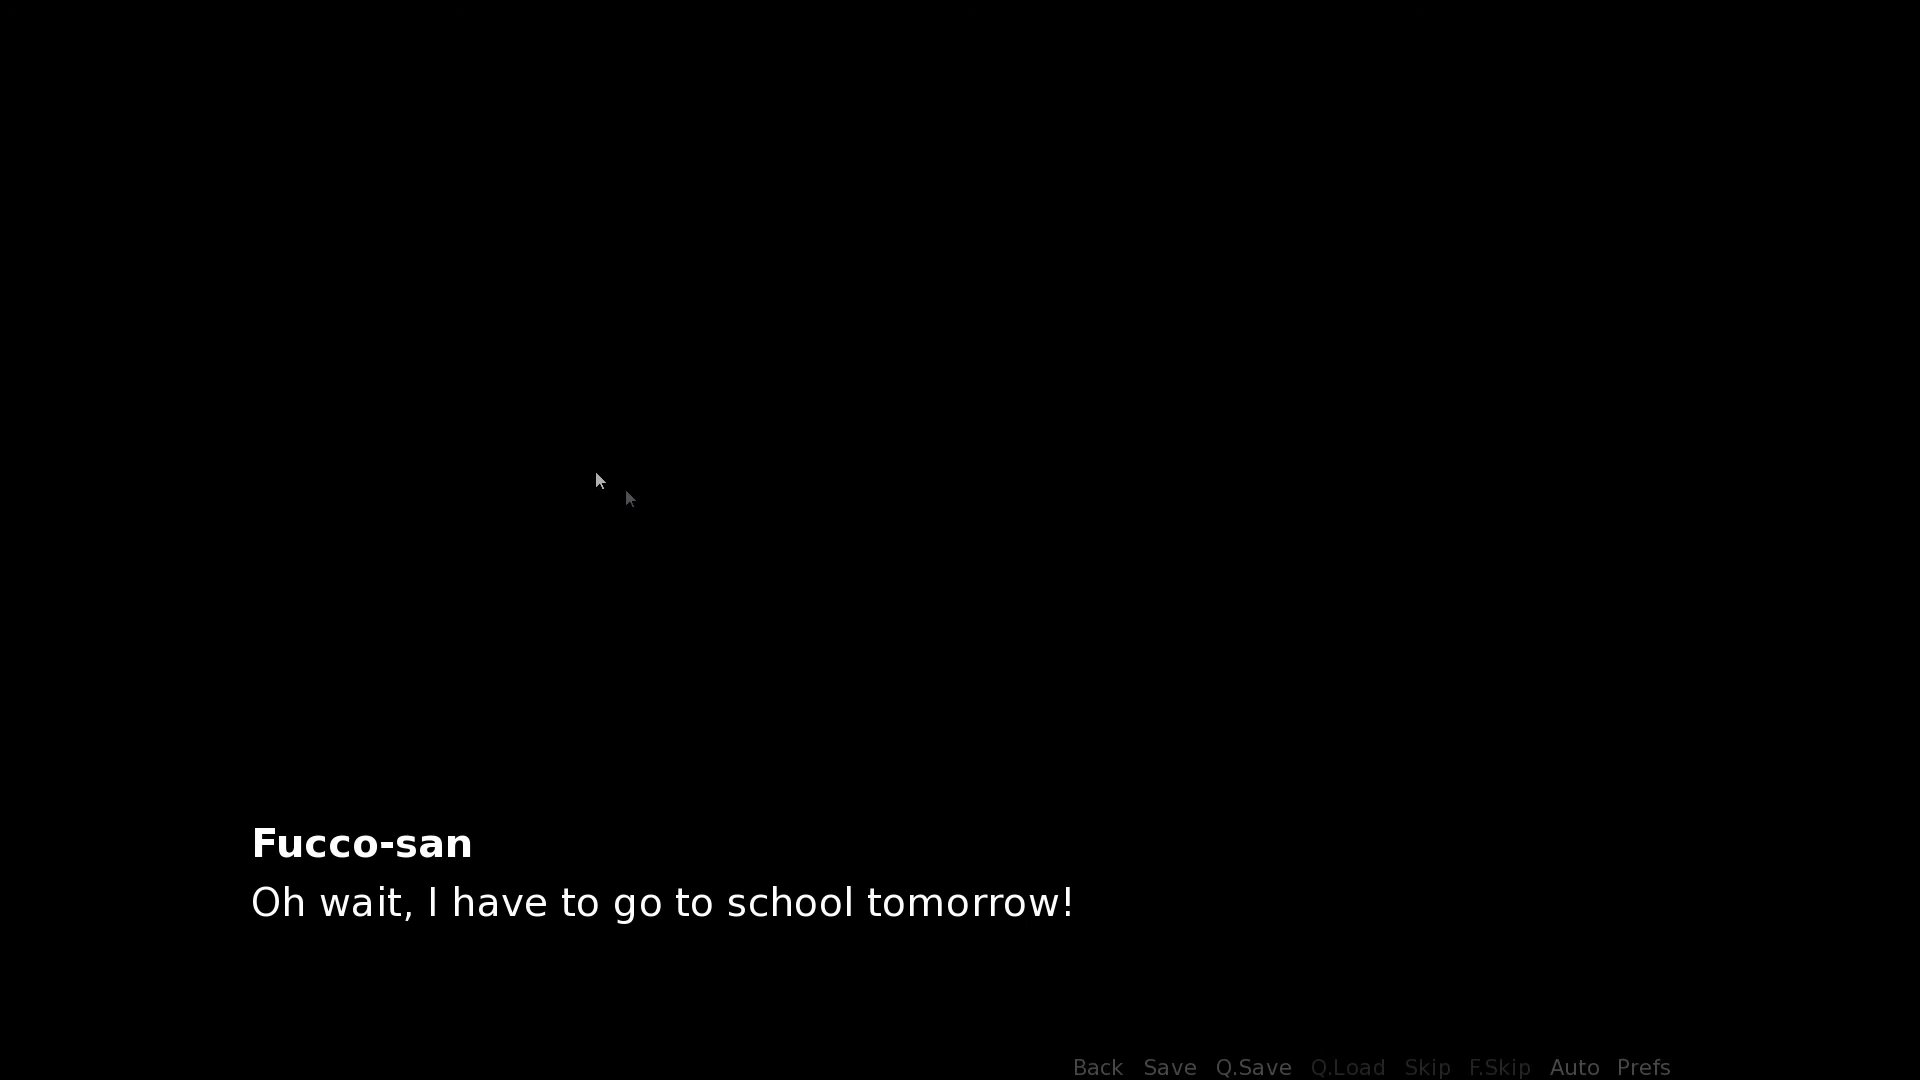 Fucco-san
Oh wait, I have to go to school tomorrow!
Back Save Q.Save Q.Load Skip F.Skip Auto Prefs